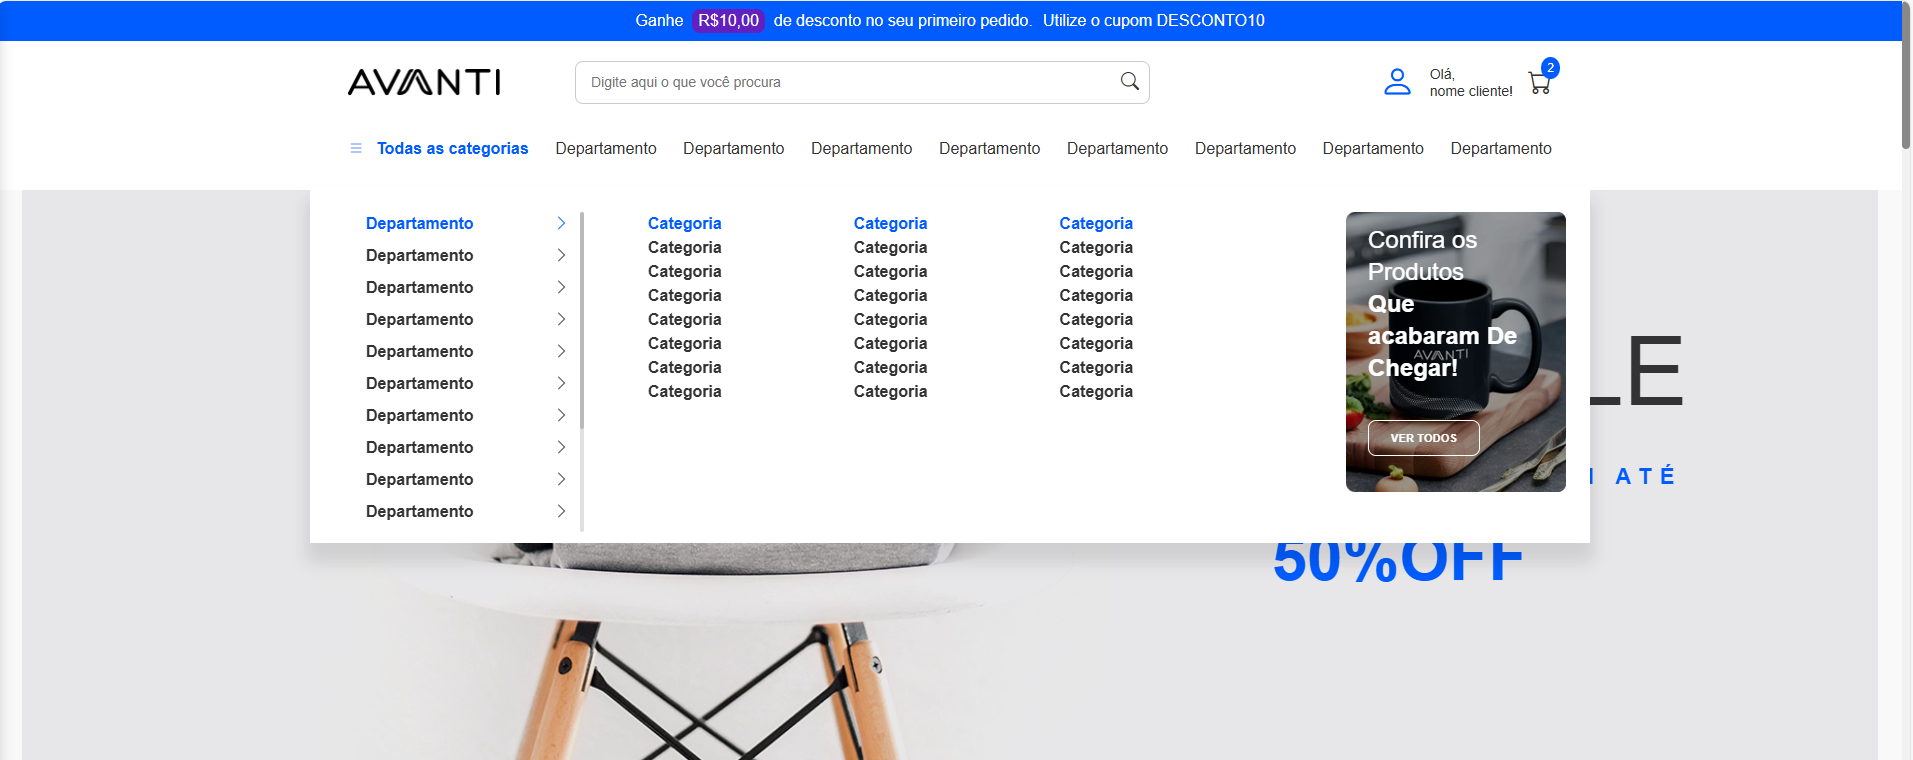 Ganhe R$10,00 de desconto no seu primeiro pedido. Utilize o cupom DESCONTO10
AVANTI
Digite aqui o que você procura
Olá,
nome cliente!
2
Todas as categorias Departamento Departamento Departamento Departamento Departamento Departamento Departamento Departamento
Departamento
Departamento
Departamento
Departamento
Departamento
Departamento
Departamento
Departamento
Departamento
Departamento
Categoria Categoria Categoria
Categoria Categoria Categoria
Categoria Categoria Categoria
Categoria Categoria Categoria
Categoria Categoria Categoria
Categoria Categoria Categoria
Categoria Categoria Categoria
Categoria Categoria Categoria
Confira os
Produtos
Que
acabaram De
Chegar!
AVANTI
VER TODOS
LE
ATÉ
50%OFF